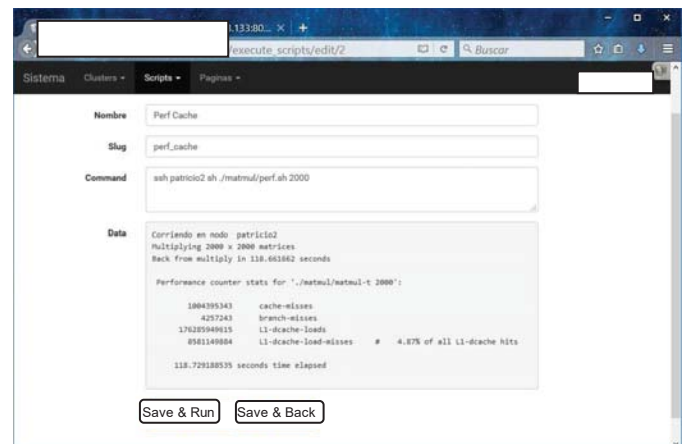 .133:80... × +
/execute_scripts/edit/2
Buscar
Sistema Clusters Scripts Paginas
Nombre Perf Cache
Slug perf_cache
Command ssh patricio2 sh ./matmul/perf.sh 2000
Data Corriendo en nodo patricio2
Multiplying 2000 x 2000 matrices
Back from multiply in 118.661662 seconds
Performance counter stats for './matmul/matmul-t 2000':
1004395343 cache-misses
4257243 branch-misses
176285949615 L1-dcache-loads
8581149884 L1-dcache-load-misses # 4.87% of all L1-dcache hits
118.729188535 seconds time elapsed
Save & Run Save & Back